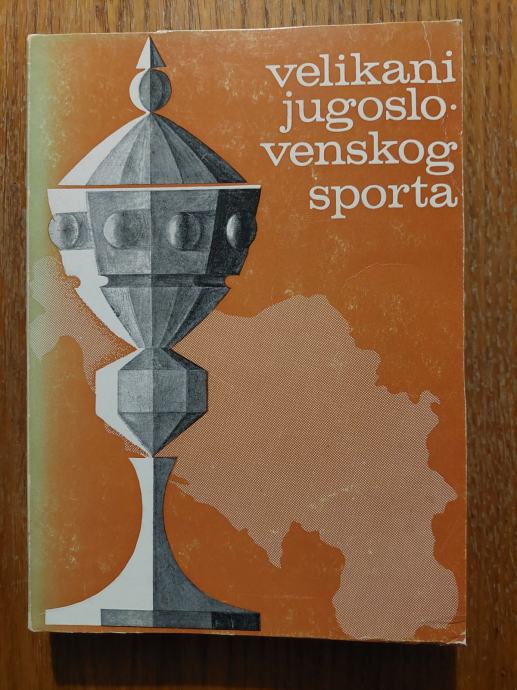 velikani
jugoslo-
venskog
sporta